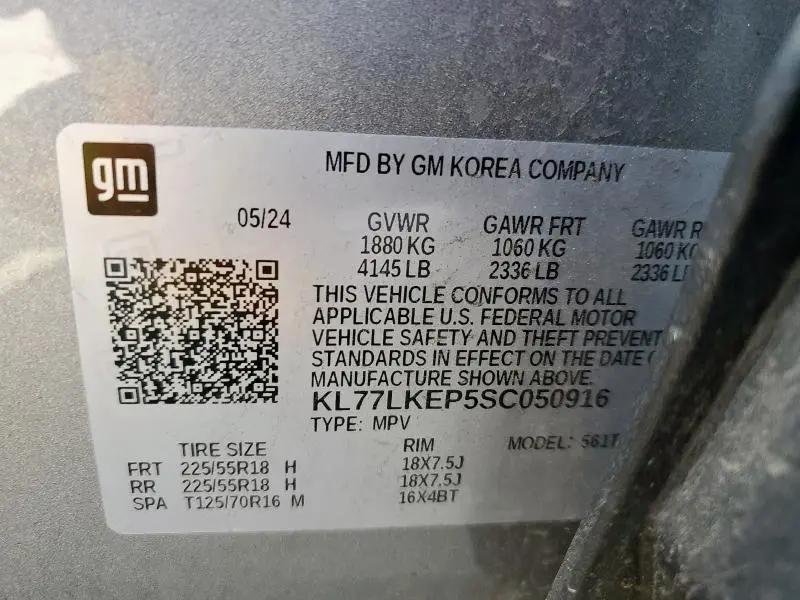 gm
MFD BY GM KOREA COMPANY
05/24 GVWR GAWR FRT GAWR
1880 KG 1060 KG 1060
4145 LB 2336 LB 2336
THIS VEHICLE CONFORMS TO ALL
APPLICABLE U.S. FEDERAL MOTOR
VEHICLE SAFETY AND THEFT PREVENT
STANDARDS IN EFFECT ON THE DATE
MANUFACTURE SHOWN ABOVE.
KL77LKEP5SC050916
TYPE: MPV MODEL: 561T
TIRE SIZE RIM
FRT 225/55R18 H 18X7.5J
RR 225/55R18 H 18X7.5J
SPA T125/70R16 M 16X4BT